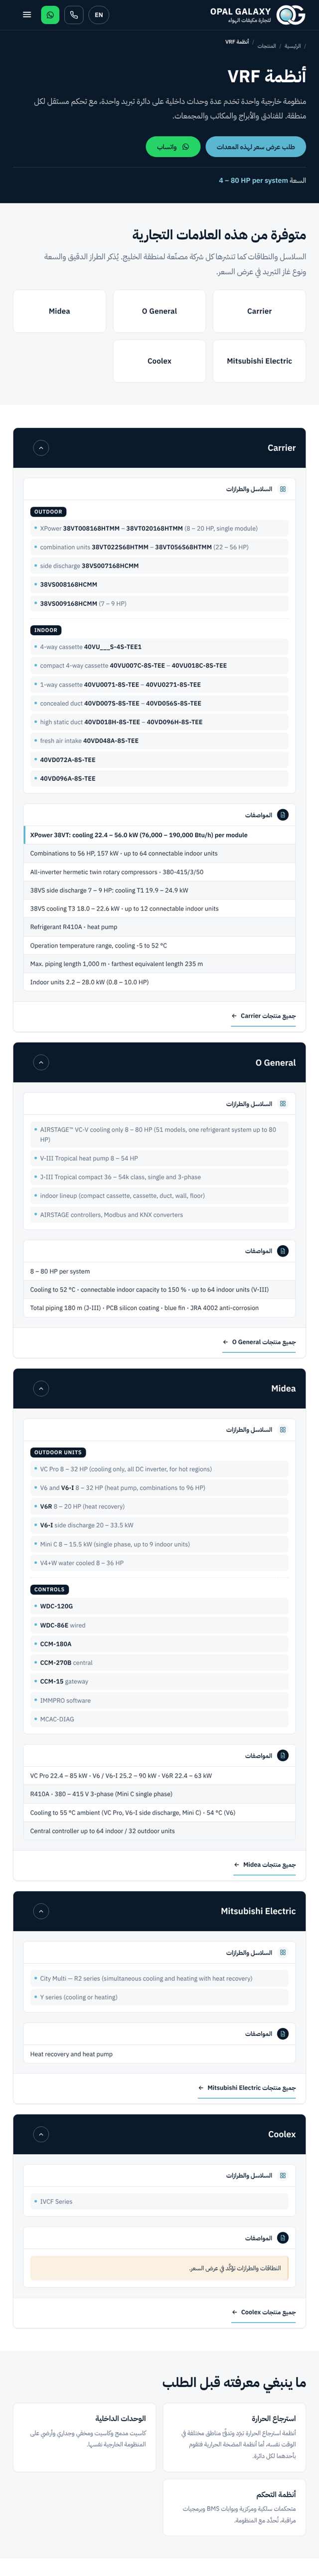 OPAL GALAXY
لتجارة مكيفات الهواء
EN
الرئيسية / المنتجات / أنظمة VRF
أنظمة VRF
منظومة خارجية واحدة تخدم عدة وحدات داخلية على دائرة تبريد واحدة، مع تحكم مستقل لكل
منطقة. للفنادق والأبراج والمكاتب والمجمعات.
طلب عرض سعر لهذه المعدات
واتساب
السعة 4 – 80 HP per system
متوفرة من هذه العلامات التجارية
السلاسل والنطاقات كما تنشرها كل شركة مصنّعة لمنطقة الخليج. يُذكر الطراز الدقيق والسعة
ونوع غاز التبريد في عرض السعر.
Carrier
O General
Midea
Mitsubishi Electric
Coolex
Carrier
السلاسل والطرازات
OUTDOOR
XPower 38VT008168HTMM – 38VT020168HTMM (8 – 20 HP, single module)
combination units 38VT022S68HTMM – 38VT056S68HTMM (22 – 56 HP)
side discharge 38VS007168HCMM
38VS008168HCMM
38VS009168HCMM (7 – 9 HP)
INDOOR
4-way cassette 40VU___5-4S-TEE1
compact 4-way cassette 40VU007C-8S-TEE – 40VU018C-8S-TEE
1-way cassette 40VU0071-8S-TEE – 40VU0271-8S-TEE
concealed duct 40VD007S-8S-TEE – 40VD056S-8S-TEE
high static duct 40VD018H-8S-TEE – 40VD096H-8S-TEE
fresh air intake 40VD048A-8S-TEE
40VD072A-8S-TEE
40VD096A-8S-TEE
المواصفات
XPower 38VT: cooling 22.4 – 56.0 kW (76,000 – 190,000 Btu/h) per module
Combinations to 56 HP, 157 kW - up to 64 connectable indoor units
All-inverter hermetic twin rotary compressors - 380-415/3/50
38VS side discharge 7 – 9 HP: cooling T1 19.9 – 24.9 kW
38VS cooling T3 18.0 – 22.6 kW - up to 12 connectable indoor units
Refrigerant R410A - heat pump
Operation temperature range, cooling -5 to 52 °C
Max. piping length 1,000 m - farthest equivalent length 235 m
Indoor units 2.2 – 28.0 kW (0.8 – 10.0 HP)
جميع منتجات Carrier ←
O General
السلاسل والطرازات
AIRSTAGE™ VC-V cooling only 8 – 80 HP (51 models, one refrigerant system up to 80
HP)
V-III Tropical heat pump 8 – 54 HP
J-III Tropical compact 36 – 54k class, single and 3-phase
indoor lineup (compact cassette, cassette, duct, wall, floor)
AIRSTAGE controllers, Modbus and KNX converters
المواصفات
8 – 80 HP per system
Cooling to 52 °C - connectable indoor capacity to 150 % - up to 64 indoor units (V-III)
Total piping 180 m (J-III) - PCB silicon coating - blue fin - JRA 4002 anti-corrosion
جميع منتجات O General ←
Midea
السلاسل والطرازات
OUTDOOR UNITS
VC Pro 8 – 32 HP (cooling only, all DC inverter, for hot regions)
V6 and V6-I 8 – 32 HP (heat pump, combinations to 96 HP)
V6R 8 – 20 HP (heat recovery)
V6-I side discharge 20 – 33.5 kW
Mini C 8 – 15.5 kW (single phase, up to 9 indoor units)
V4+W water cooled 8 – 36 HP
CONTROLS
WDC-120G
WDC-86E wired
CCM-180A
CCM-270B central
CCM-15 gateway
IMMPRO software
MCAC-DIAG
المواصفات
VC Pro 22.4 – 85 kW - V6 / V6-I 25.2 – 90 kW - V6R 22.4 – 63 kW
R410A - 380 – 415 V 3-phase (Mini C single phase)
Cooling to 55 °C ambient (VC Pro, V6-I side discharge, Mini C) - 54 °C (V6)
Central controller up to 64 indoor / 32 outdoor units
جميع منتجات Midea ←
Mitsubishi Electric
السلاسل والطرازات
City Multi — R2 series (simultaneous cooling and heating with heat recovery)
Y series (cooling or heating)
المواصفات
Heat recovery and heat pump
جميع منتجات Mitsubishi Electric ←
Coolex
السلاسل والطرازات
IVCF Series
المواصفات
النطاقات والطرازات تؤكَّد في عرض السعر.
جميع منتجات Coolex ←
ما ينبغي معرفته قبل الطلب
استرجاع الحرارة
أنظمة استرجاع الحرارة تبرّد وتدفّئ مناطق مختلفة في
الوقت نفسه، أما أنظمة المضخة الحرارية فتقوم
بأحدهما لكل دائرة.
الوحدات الداخلية
كاسيت مدمج وكاسيت ومخفي وجداري وأرضي على
المنظومة الخارجية نفسها.
أنظمة التحكم
متحكمات سلكية ومركزية وبوابات BMS وبرمجيات
مراقبة، تُحدَّد مع المنظومة.